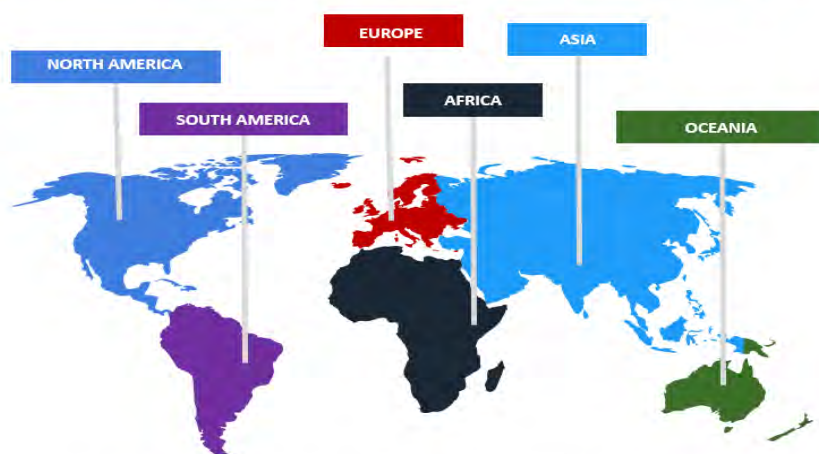 EUROPE
ASIA
NORTH AMERICA
AFRICA
SOUTH AMERICA
OCEANIA